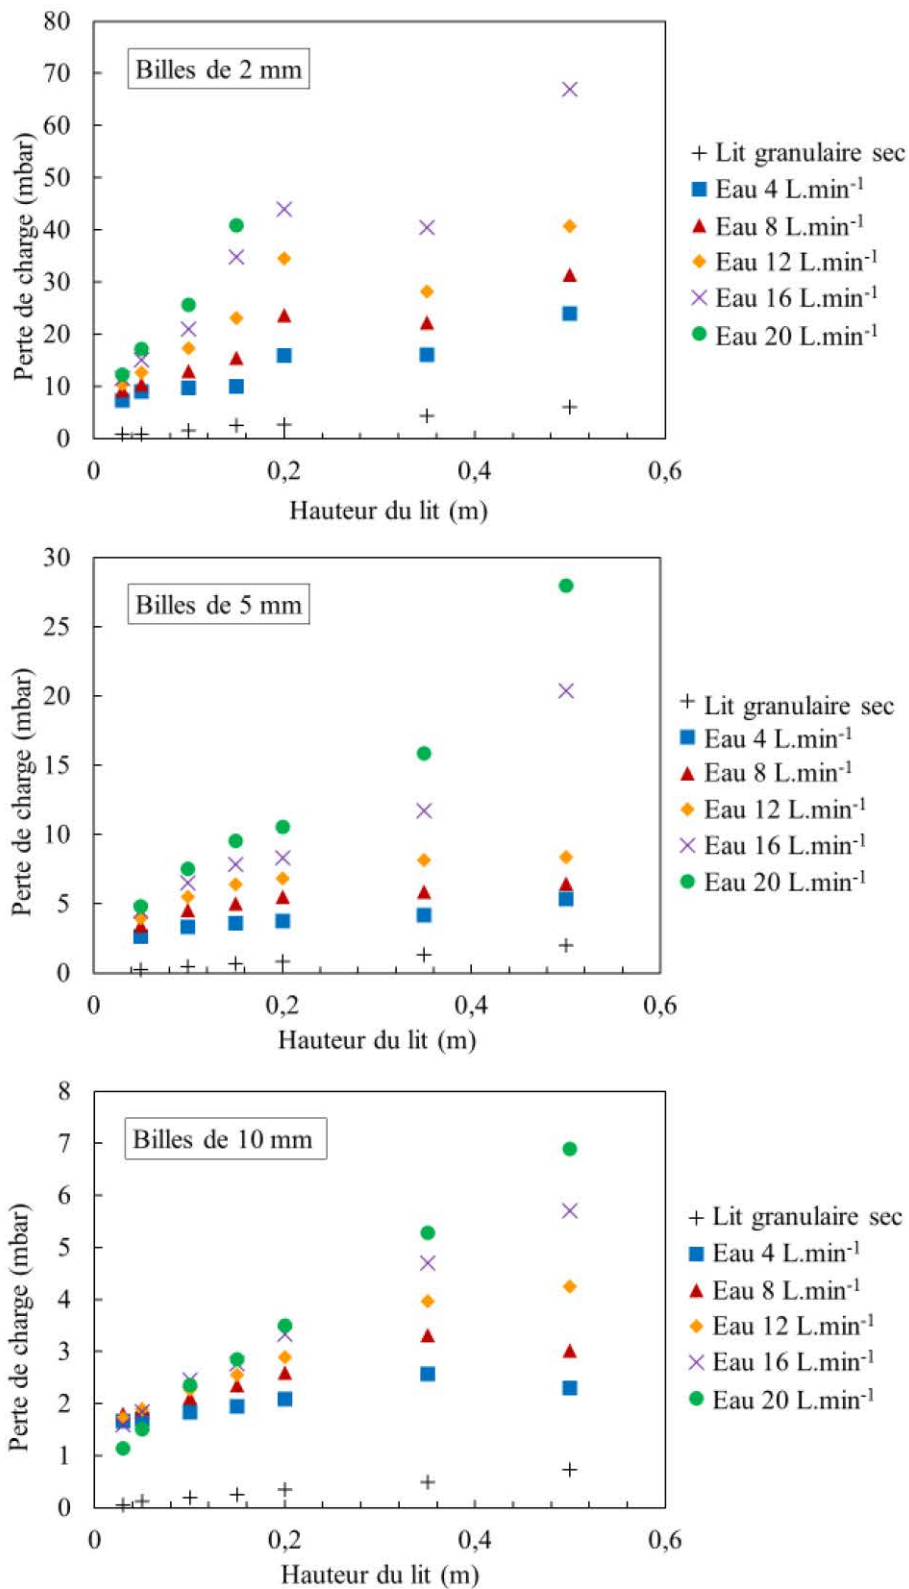 80
Billes de 2 mm
70
60
50
40
30
20
10
0
Perte de charge (mbar)
0 0,2 0,4 0,6
Hauteur du lit (m)
Lit granulaire sec
Eau 4 L.min⁻¹
Eau 8 L.min⁻¹
Eau 12 L.min⁻¹
Eau 16 L.min⁻¹
Eau 20 L.min⁻¹
30
Billes de 5 mm
25
20
15
10
5
0
Perte de charge (mbar)
0 0,2 0,4 0,6
Hauteur du lit (m)
Lit granulaire sec
Eau 4 L.min⁻¹
Eau 8 L.min⁻¹
Eau 12 L.min⁻¹
Eau 16 L.min⁻¹
Eau 20 L.min⁻¹
8
Billes de 10 mm
7
6
5
4
3
2
1
0
Perte de charge (mbar)
0 0,2 0,4 0,6
Hauteur du lit (m)
Lit granulaire sec
Eau 4 L.min⁻¹
Eau 8 L.min⁻¹
Eau 12 L.min⁻¹
Eau 16 L.min⁻¹
Eau 20 L.min⁻¹